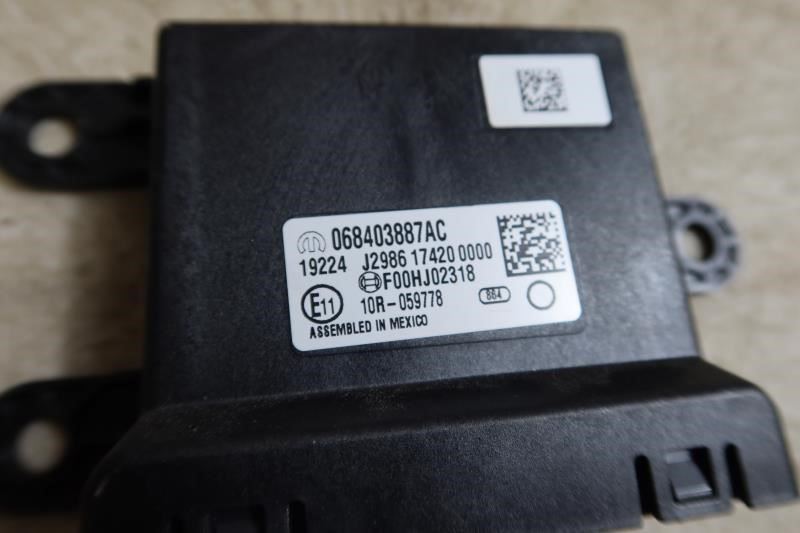 068403887AC
19224 J2986 17420 0000
F00HJ02318
E11 10R-059778 864
ASSEMBLED IN MEXICO